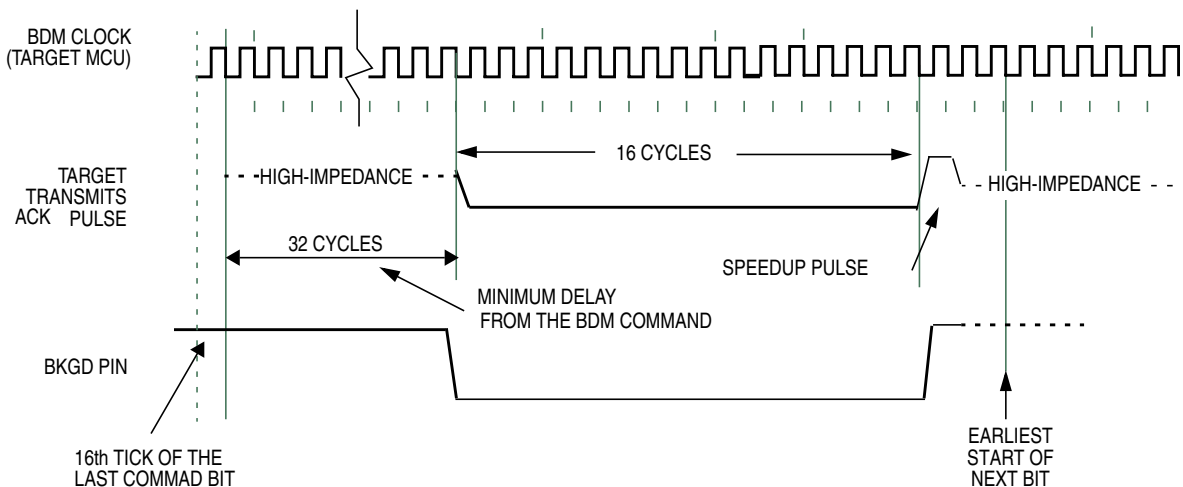 BDM CLOCK
(TARGET MCU)
16 CYCLES
TARGET
TRANSMITS
ACK PULSE
HIGH-IMPEDANCE
HIGH-IMPEDANCE
32 CYCLES
SPEEDUP PULSE
MINIMUM DELAY
FROM THE BDM COMMAND
BKGD PIN
16th TICK OF THE
LAST COMMAD BIT
EARLIEST
START OF
NEXT BIT